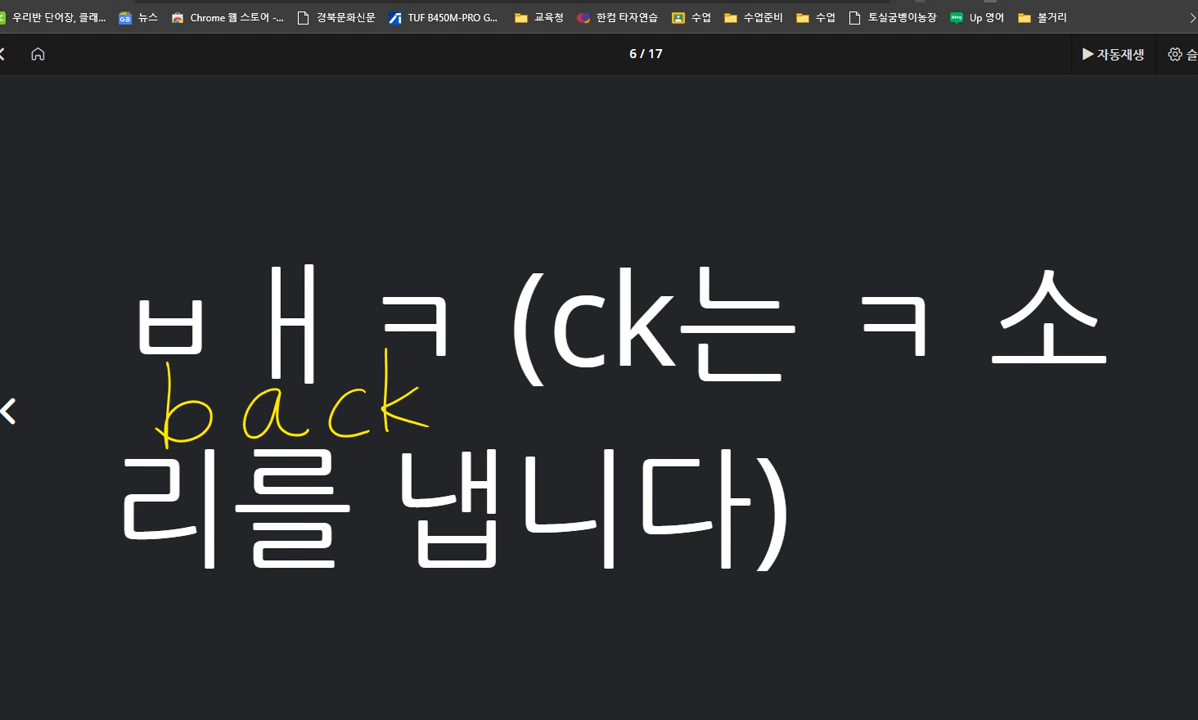 우리반 단어장, 클래... 뉴스 Chrome 웹 스토어 -... 경북문화신문 TUF B450M-PRO G... 교육청 한컴 타자연습 수업 수업준비 수업 토실굼벵이농장 Up 영어 볼거리
6 / 17 ▶자동재생 슬
ㅂ ㅐ ㅋ (ck는 ㅋ 소
back
리를 냅니다)